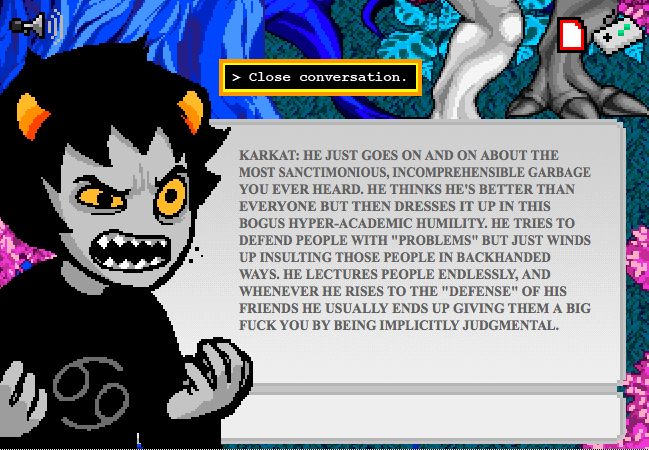 > Close conversation.
KARKAT: HE JUST GOES ON AND ON ABOUT THE
MOST SANCTIMONIOUS, INCOMPREHENSIBLE GARBAGE
YOU EVER HEARD. HE THINKS HE'S BETTER THAN
EVERYONE BUT THEN DRESSES IT UP IN THIS
BOGUS HYPER-ACADEMIC HUMILITY. HE TRIES TO
DEFEND PEOPLE WITH "PROBLEMS" BUT JUST WINDS
UP INSULTING THOSE PEOPLE IN BACKHANDED
WAYS. HE LECTURES PEOPLE ENDLESSLY, AND
WHENEVER HE RISES TO THE "DEFENSE" OF HIS
FRIENDS HE USUALLY ENDS UP GIVING THEM A BIG
FUCK YOU BY BEING IMPLICITLY JUDGMENTAL.